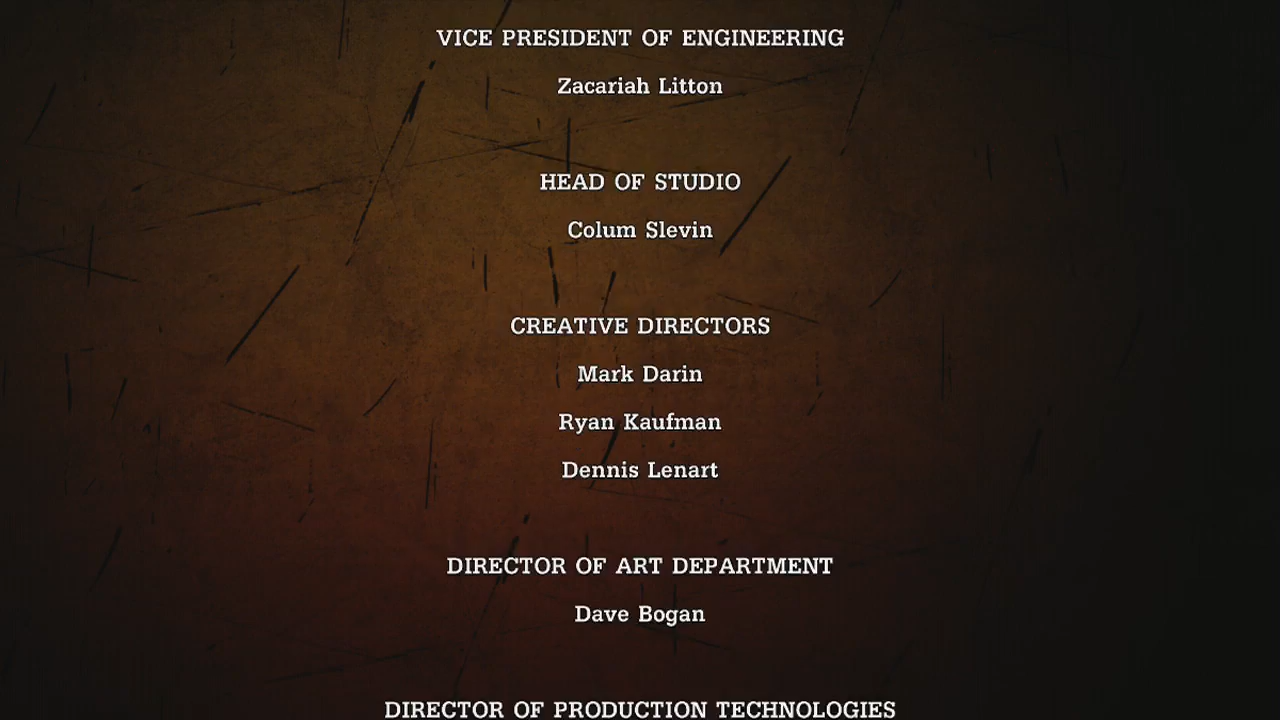 VICE PRESIDENT OF ENGINEERING
Zacariah Litton
HEAD OF STUDIO
Colum Slevin
CREATIVE DIRECTORS
Mark Darin
Ryan Kaufman
Dennis Lenart
DIRECTOR OF ART DEPARTMENT
Dave Bogan
DIRECTOR OF PRODUCTION TECHNOLOGIES